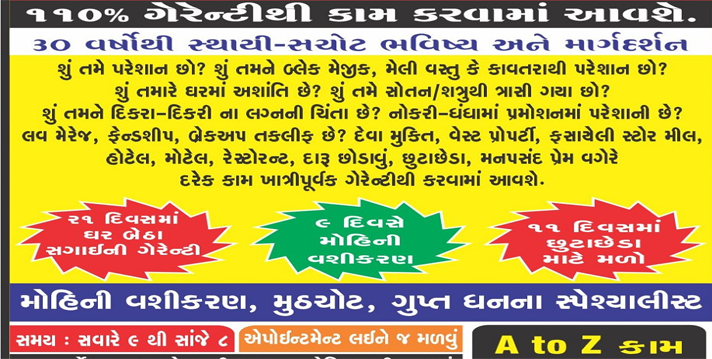 ૧૧૦% ગેરેન્ટીથી કામ કરવામાં આવશે.
30 વર્ષોથી સ્થાયી-સચોટ ભવિષ્ય અને માર્ગદર્શન
શું તમે પરેશાન છો? શું તમને બ્લેક મેજીક, મેલી વસ્તુ કે કાવતરાથી પરેશાન છો?
શું તમારે ઘરમાં અશાંતિ છે? શું તમે સૌતન/શત્રુથી ત્રાસી ગયા છો?
શું તમને દિકરા-દિકરી ના લગ્નની ચિંતા છે? નોકરી-ધંધામાં પ્રમોશનમાં પરેશાની છે?
લવ મેરેજ, ફ્રેન્ડશીપ, બ્રેકઅપ તકલીફ છે? દેવા મુક્તિ, વેસ્ટ પ્રોપર્ટી, ફસાયેલી સ્ટોર મીલ,
હોટેલ, મોટેલ, રેસ્ટોરન્ટ, દારૂ છોડાવું, છુટાછેડા, મનપસંદ પ્રેમ વગેરે
દરેક કામ ખાત્રીપૂર્વક ગેરેન્ટીથી કરવામાં આવશે.
૨૧ દિવસમાં
ઘર બેઠા
સગાઈની ગેરેન્ટી
૯ દિવસે
મોહિની
વશીકરણ
૧૧ દિવસમાં
છુટાછેડા
માટે મળો
મોહિની વશીકરણ, મુઠચોટ, ગુપ્ત ધનના સ્પેશ્યાલીસ્ટ
સમય : સવારે ૯ થી સાંજે ૮
એપોઈન્ટમેન્ટ લઈને જ મળવું
A to Z કામ